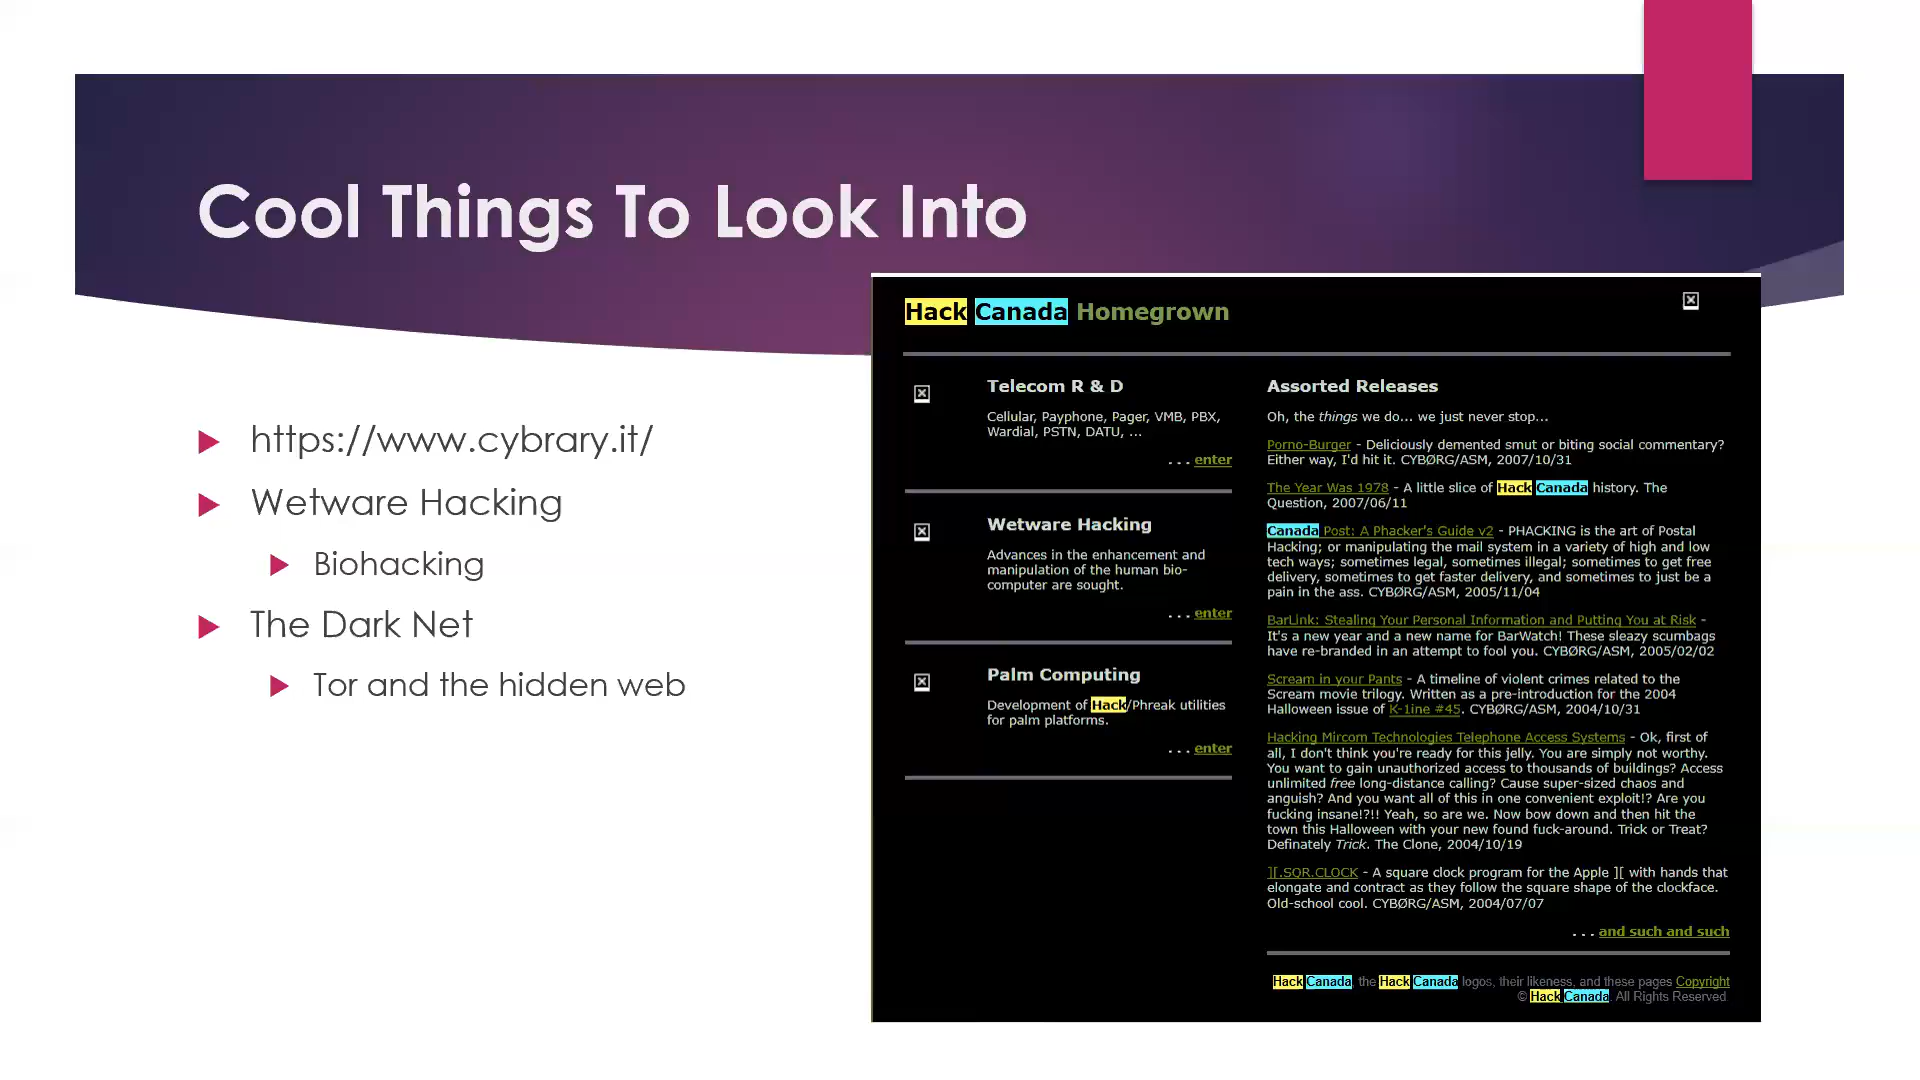 Cool Things To Look Into
https://www.cybrary.it/
Wetware Hacking
Biohacking
The Dark Net
Tor and the hidden web
Hack Canada Homegrown
Telecom R & D
Cellular, Payphone, Pager, VMB, PBX,
Wardial, PSTN, DATU, ...
. . . enter
Wetware Hacking
Advances in the enhancement and
manipulation of the human bio-
computer are sought.
. . . enter
Palm Computing
Development of Hack/Phreak utilities
for palm platforms.
. . . enter
Assorted Releases
Oh, the things we do... we just never stop...
Porno-Burger - Deliciously demented smut or biting social commentary?
Either way, I'd hit it. CYBØRG/ASM, 2007/10/31
The Year Was 1978 - A little slice of Hack Canada history. The
Question, 2007/06/11
Canada Post: A Phacker's Guide v2 - PHACKING is the art of Postal
Hacking; or manipulating the mail system in a variety of high and low
tech ways; sometimes legal, sometimes illegal; sometimes to get free
delivery, sometimes to get faster delivery, and sometimes to just be a
pain in the ass. CYBØRG/ASM, 2005/11/04
BarLink: Stealing Your Personal Information and Putting You at Risk -
It's a new year and a new name for BarWatch! These sleazy scumbags
have re-branded in an attempt to fool you. CYBØRG/ASM, 2005/02/02
Scream in your Pants - A timeline of violent crimes related to the
Scream movie trilogy. Written as a pre-introduction for the 2004
Halloween issue of K-1ine #45. CYBØRG/ASM, 2004/10/31
Hacking Mircom Technologies Telephone Access Systems - Ok, first of
all, I don't think you're ready for this jelly. You are simply not worthy.
You want to gain unauthorized access to thousands of buildings? Access
unlimited free long-distance calling? Cause super-sized chaos and
anguish? And you want all of this in one convenient exploit!? Are you
fucking insane!?!! Yeah, so are we. Now bow down and then hit the
town this Halloween with your new found fuck-around. Trick or Treat?
Definately Trick. The Clone, 2004/10/19
][.SQR.CLOCK - A square clock program for the Apple ][ with hands that
elongate and contract as they follow the square shape of the clockface.
Old-school cool. CYBØRG/ASM, 2004/07/07
. . . and such and such
Hack Canada, the Hack Canada logos, their likeness, and these pages Copyright
© Hack Canada. All Rights Reserved.